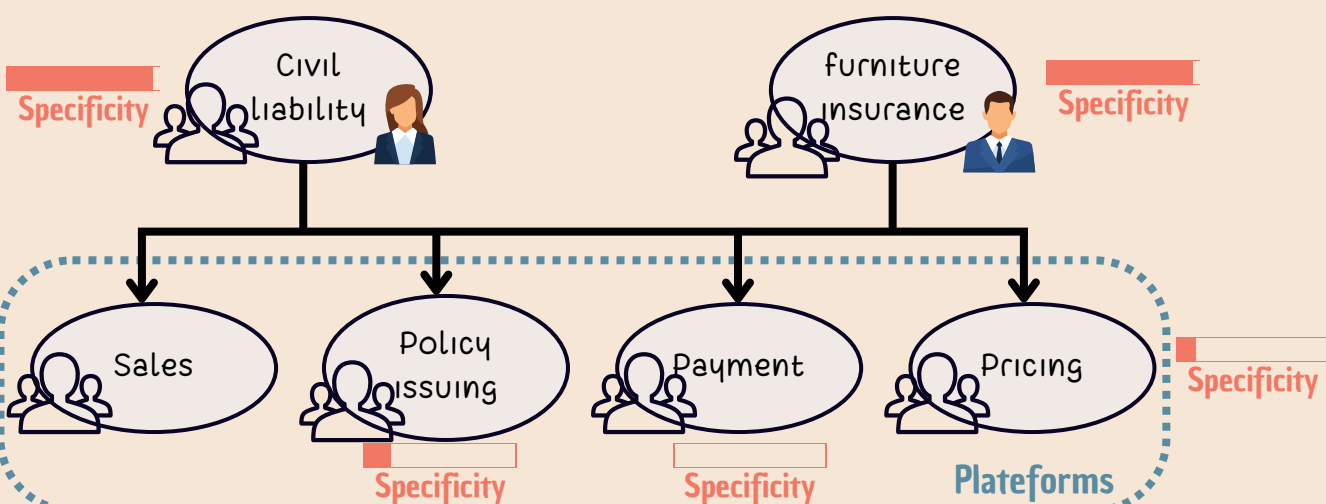 Civil
liability
Specificity
furniture
insurance
Specificity
Sales
Policy
issuing
Payment
Pricing
Specificity
Specificity
Specificity
Plateforms